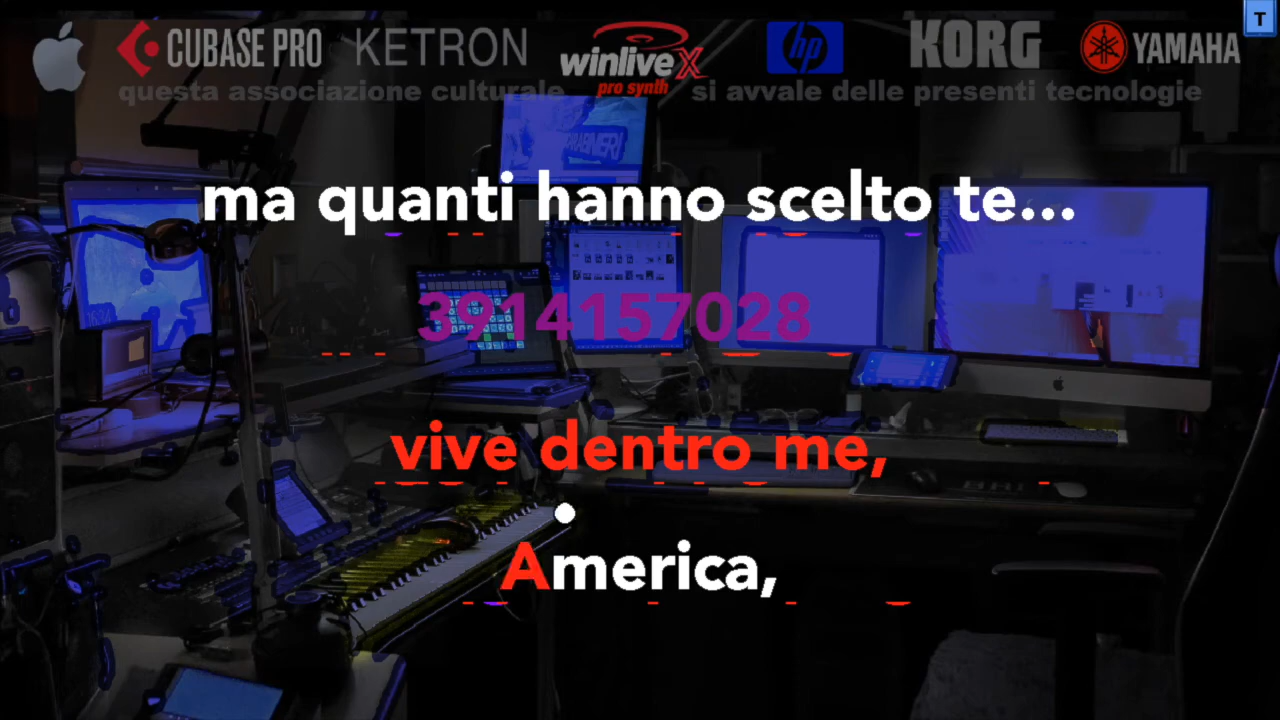 T
CUBASE PRO KETRON winliveX pro synth hp KORG YAMAHA
questa associazione culturale si avvale delle presenti tecnologie
ma quanti hanno scelto te...
3914157028
vive dentro me,
America,